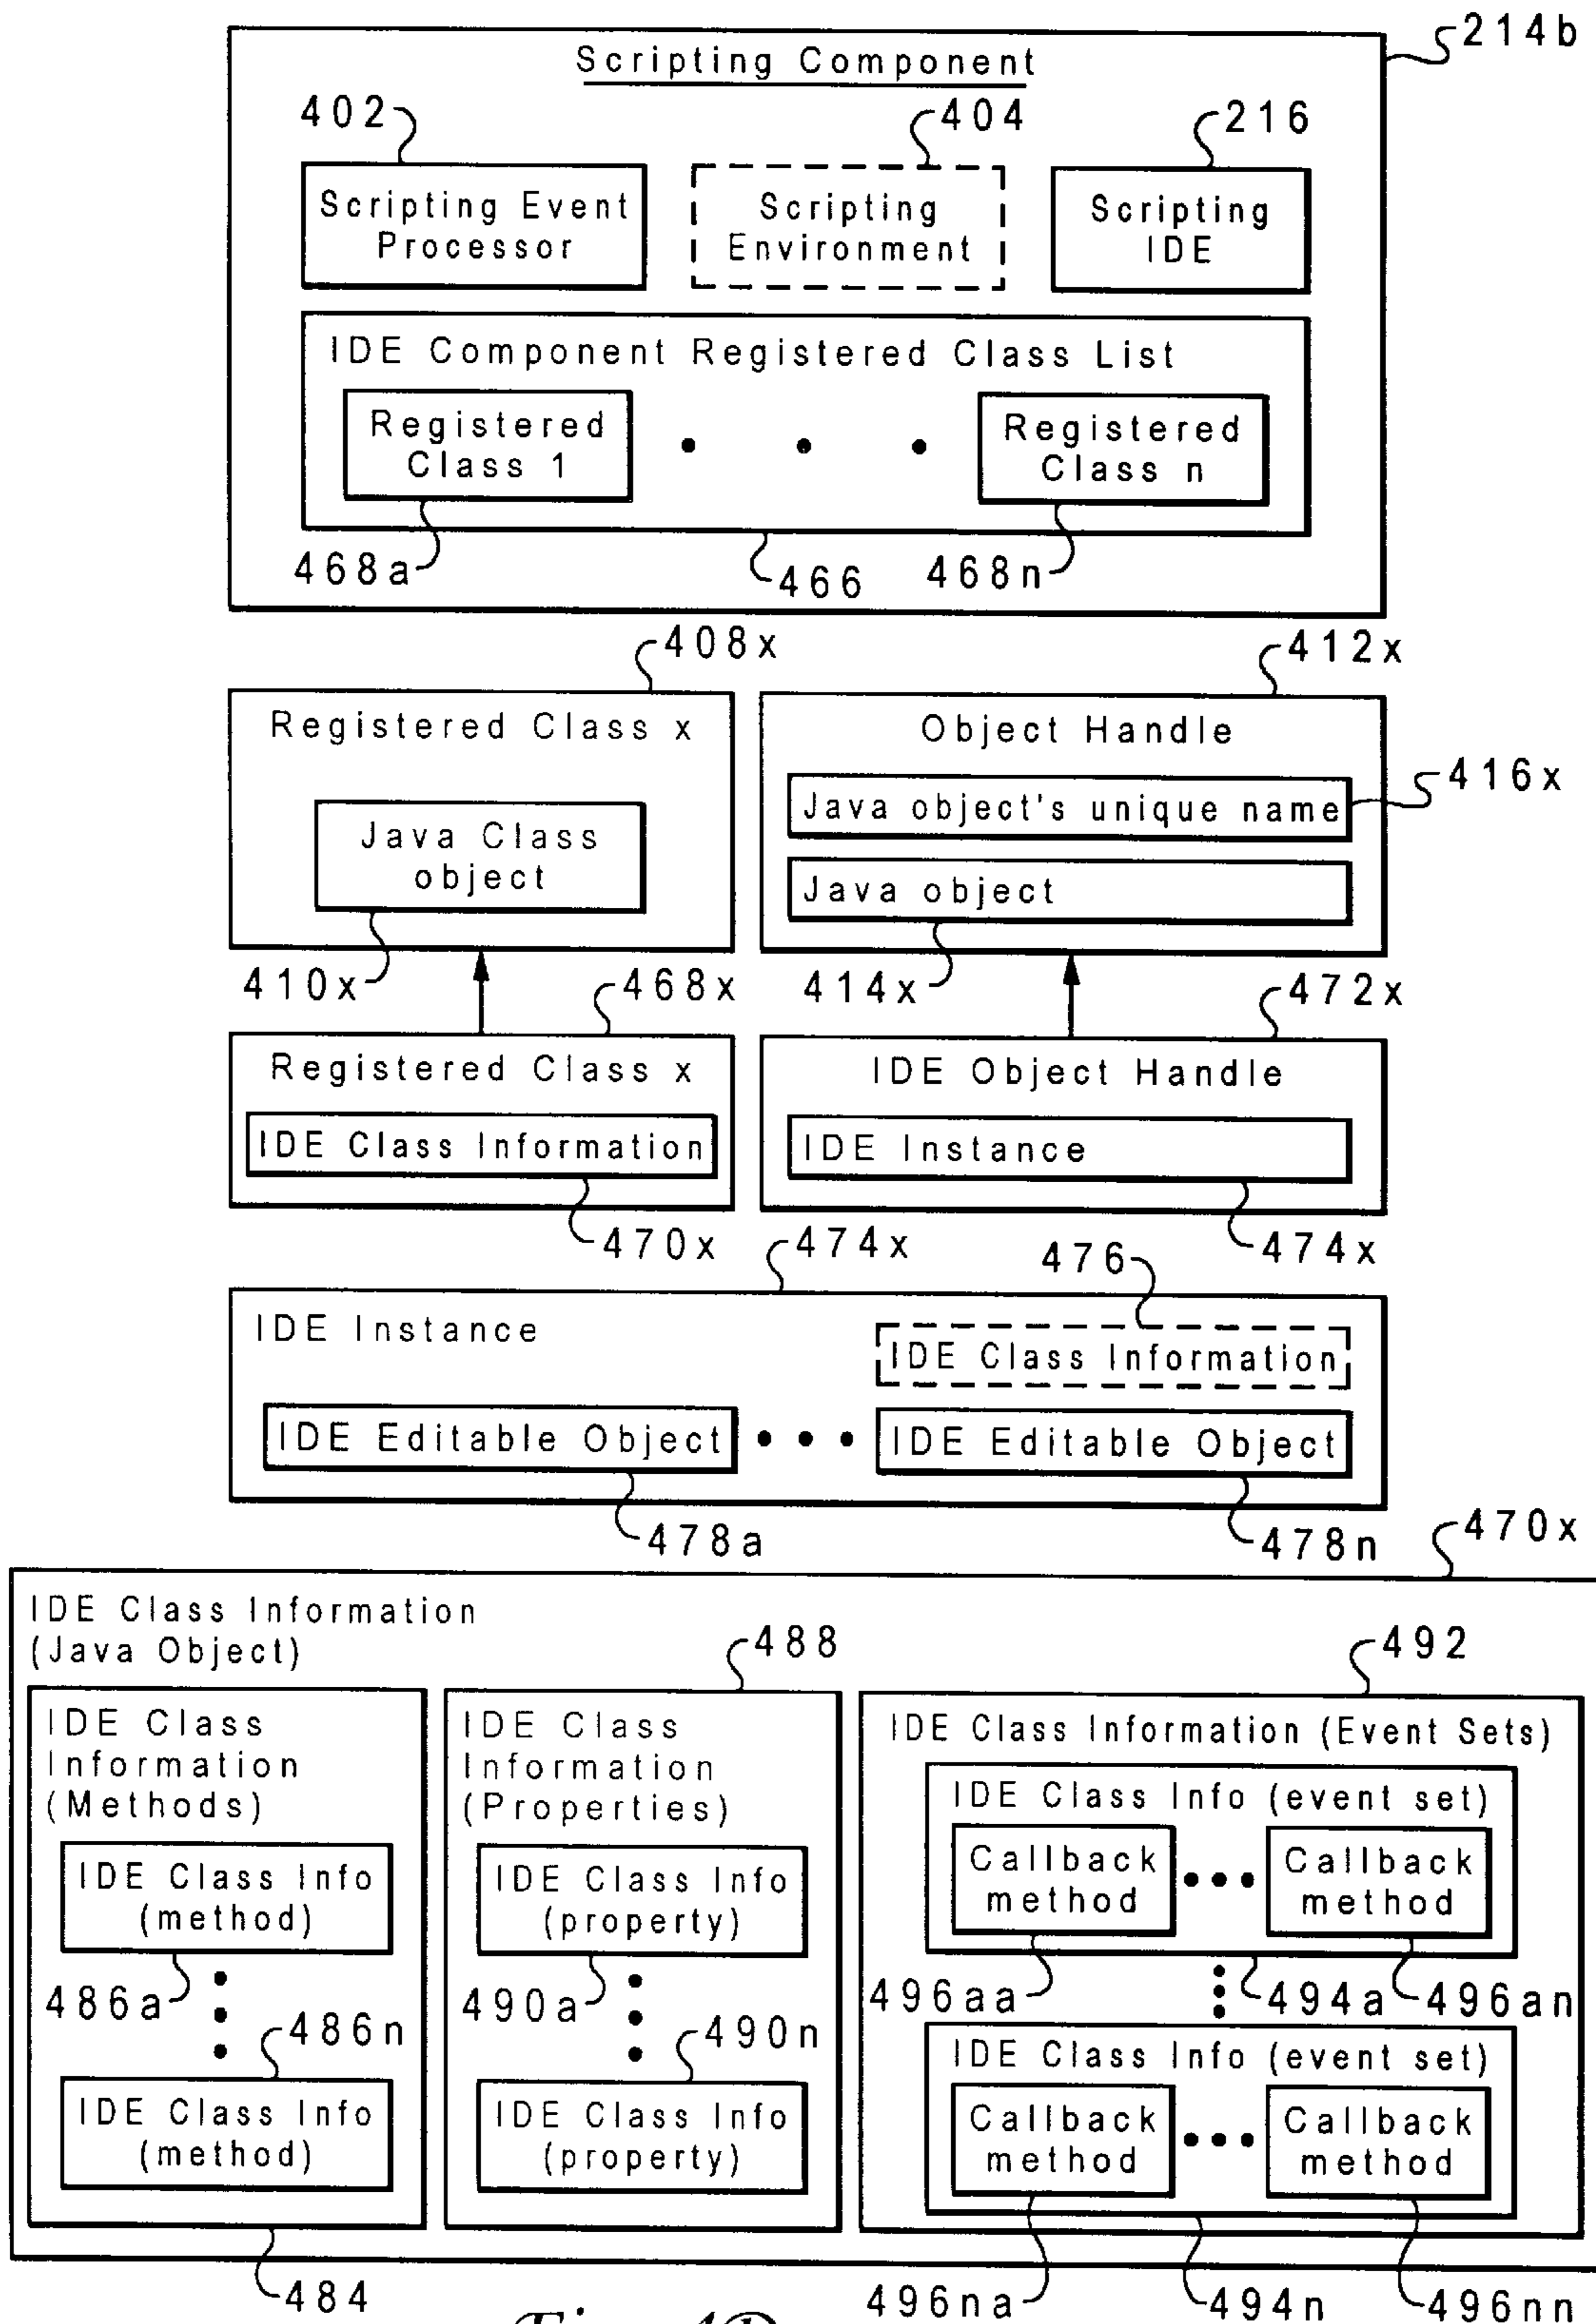 214b
Scripting Component
402
404
216
Scripting Event
Processor
Scripting
Environment
Scripting
IDE
IDE Component Registered Class List
Registered
Class 1
Registered
Class n
468a
466
468n
408x
412x
Registered Class x
Object Handle
416x
Java object's unique name
Java Class
object
Java object
410x
468x
414x
472x
Registered Class x
IDE Object Handle
IDE Class Information
IDE Instance
470x
474x
476
474x
IDE Instance
IDE Class Information
IDE Editable Object
IDE Editable Object
478a
478n
470x
IDE Class Information
(Java Object)
488
492
IDE Class
Information
(Methods)
IDE Class
Information
(Properties)
IDE Class Information (Event Sets)
IDE Class Info (event set)
IDE Class Info
(method)
IDE Class Info
(property)
Callback
method
Callback
method
486a
490a
496aa
494a
496an
486n
490n
IDE Class Info (event set)
IDE Class Info
(method)
IDE Class Info
(property)
Callback
method
Callback
method
484
496na
494n
496nn